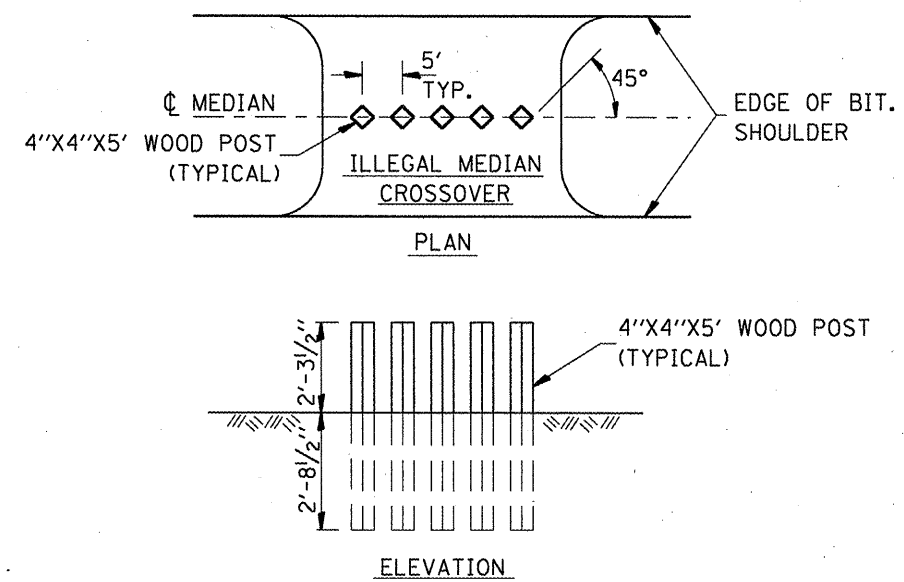 5'
TYP.
45°
℄ MEDIAN
4"X4"X5' WOOD POST
(TYPICAL)
EDGE OF BIT.
SHOULDER
ILLEGAL MEDIAN
CROSSOVER
PLAN
2'-3½"
4"X4"X5' WOOD POST
(TYPICAL)
2'-8½"
ELEVATION